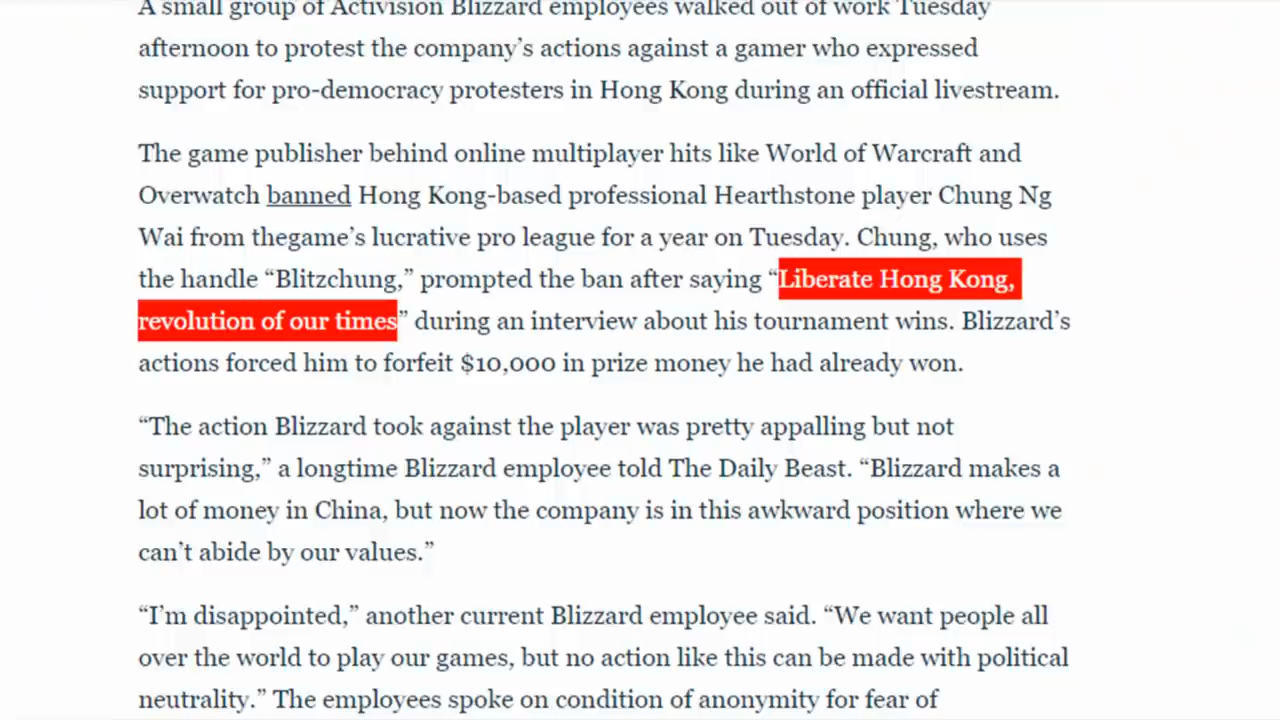 A small group of Activision Blizzard employees walked out of work Tuesday
afternoon to protest the company’s actions against a gamer who expressed
support for pro-democracy protesters in Hong Kong during an official livestream.
The game publisher behind online multiplayer hits like World of Warcraft and
Overwatch banned Hong Kong-based professional Hearthstone player Chung Ng
Wai from thegame’s lucrative pro league for a year on Tuesday. Chung, who uses
the handle “Blitzchung,” prompted the ban after saying “Liberate Hong Kong,
revolution of our times” during an interview about his tournament wins. Blizzard’s
actions forced him to forfeit $10,000 in prize money he had already won.
“The action Blizzard took against the player was pretty appalling but not
surprising,” a longtime Blizzard employee told The Daily Beast. “Blizzard makes a
lot of money in China, but now the company is in this awkward position where we
can’t abide by our values.”
“I’m disappointed,” another current Blizzard employee said. “We want people all
over the world to play our games, but no action like this can be made with political
neutrality.” The employees spoke on condition of anonymity for fear of